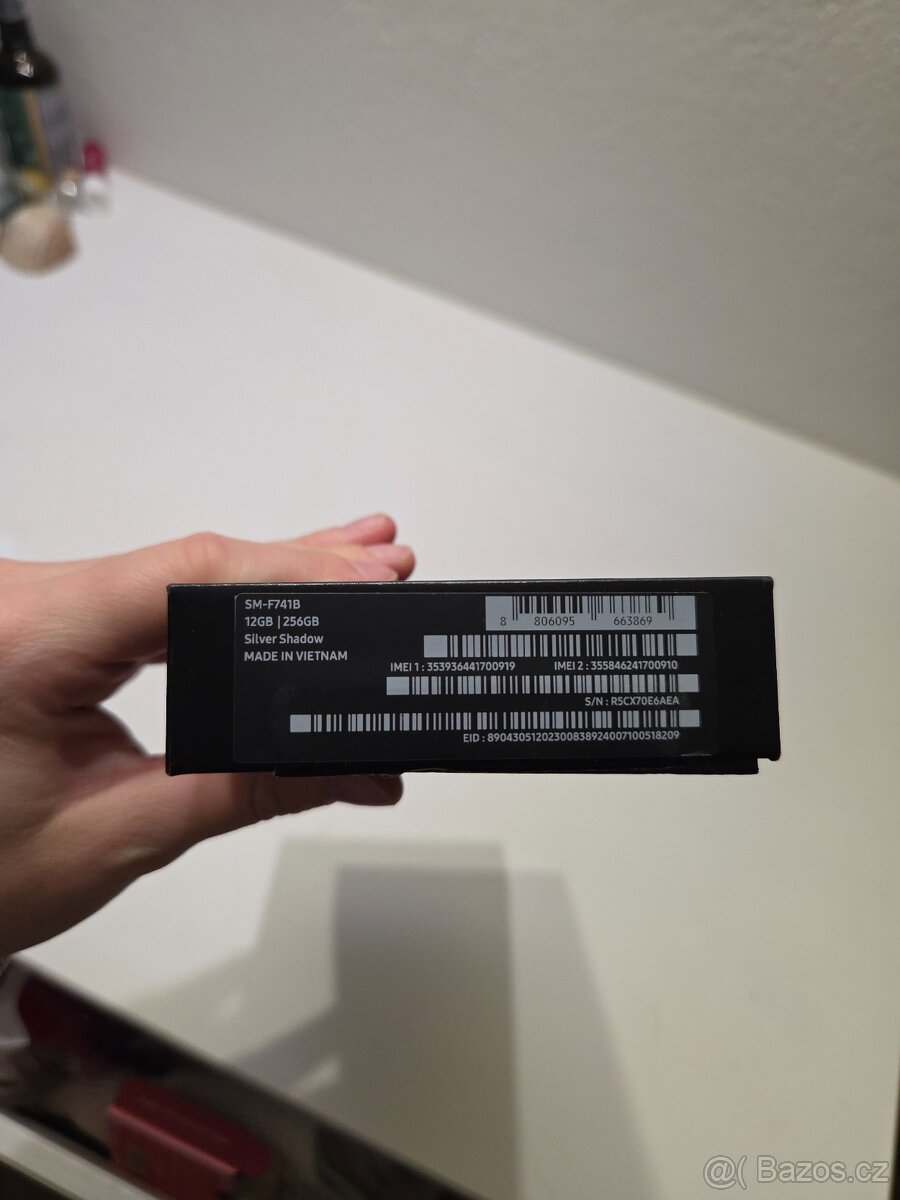 SM-F741B
12GB | 256GB
Silver Shadow
MADE IN VIETNAM
8 806095 663869
IMEI 1 : 353936441700919 IMEI 2 : 355846241700910
S/N : R5CX70E6AEA
EID : 89043051202300838924007100518209
@( Bazos.cz